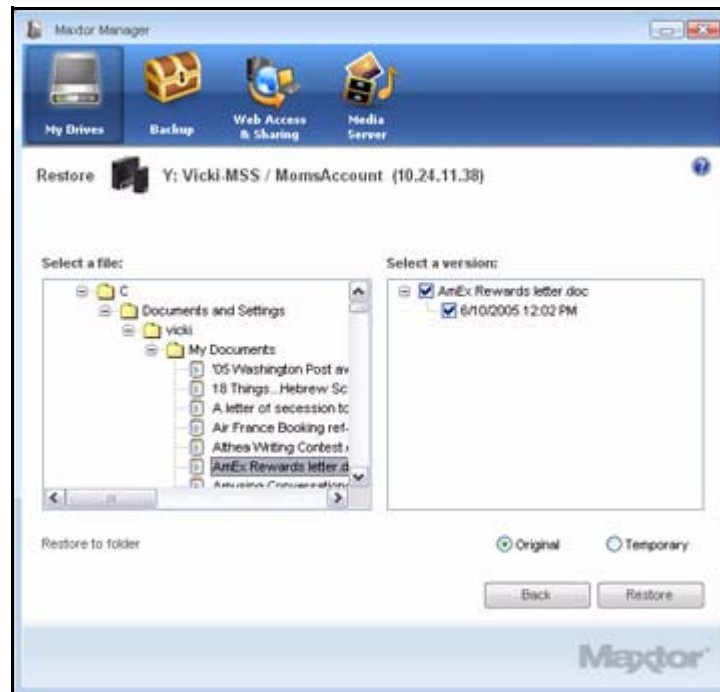 Maxtor Manager
My Drives
Backup
Web Access
& Sharing
Media
Server
Restore
Y: Vicki-MSS / MomsAccount (10.24.11.38)
Select a file:
C
Documents and Settings
vicki
My Documents
'05 Washington Post aw
18 Things...Hebrew Sc
A letter of secession to
Air France Booking ref-
Althea Writing Contest.
AmEx Rewards letter.d
Amusing Conversation
Select a version:
AmEx Rewards letter.doc
6/10/2005 12:02 PM
Restore to folder
Original
Temporary
Back
Restore
Maxtor